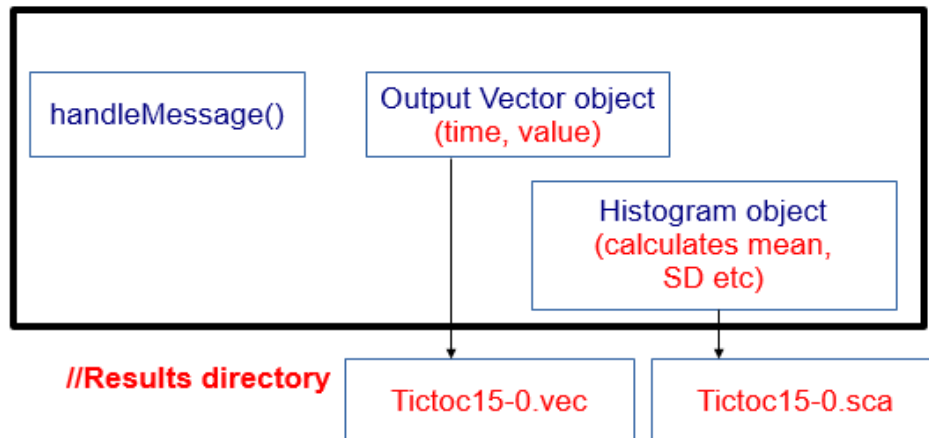 handleMessage()
Output Vector object
(time, value)
Histogram object
(calculates mean,
SD etc)
//Results directory
Tictoc15-0.vec
Tictoc15-0.sca